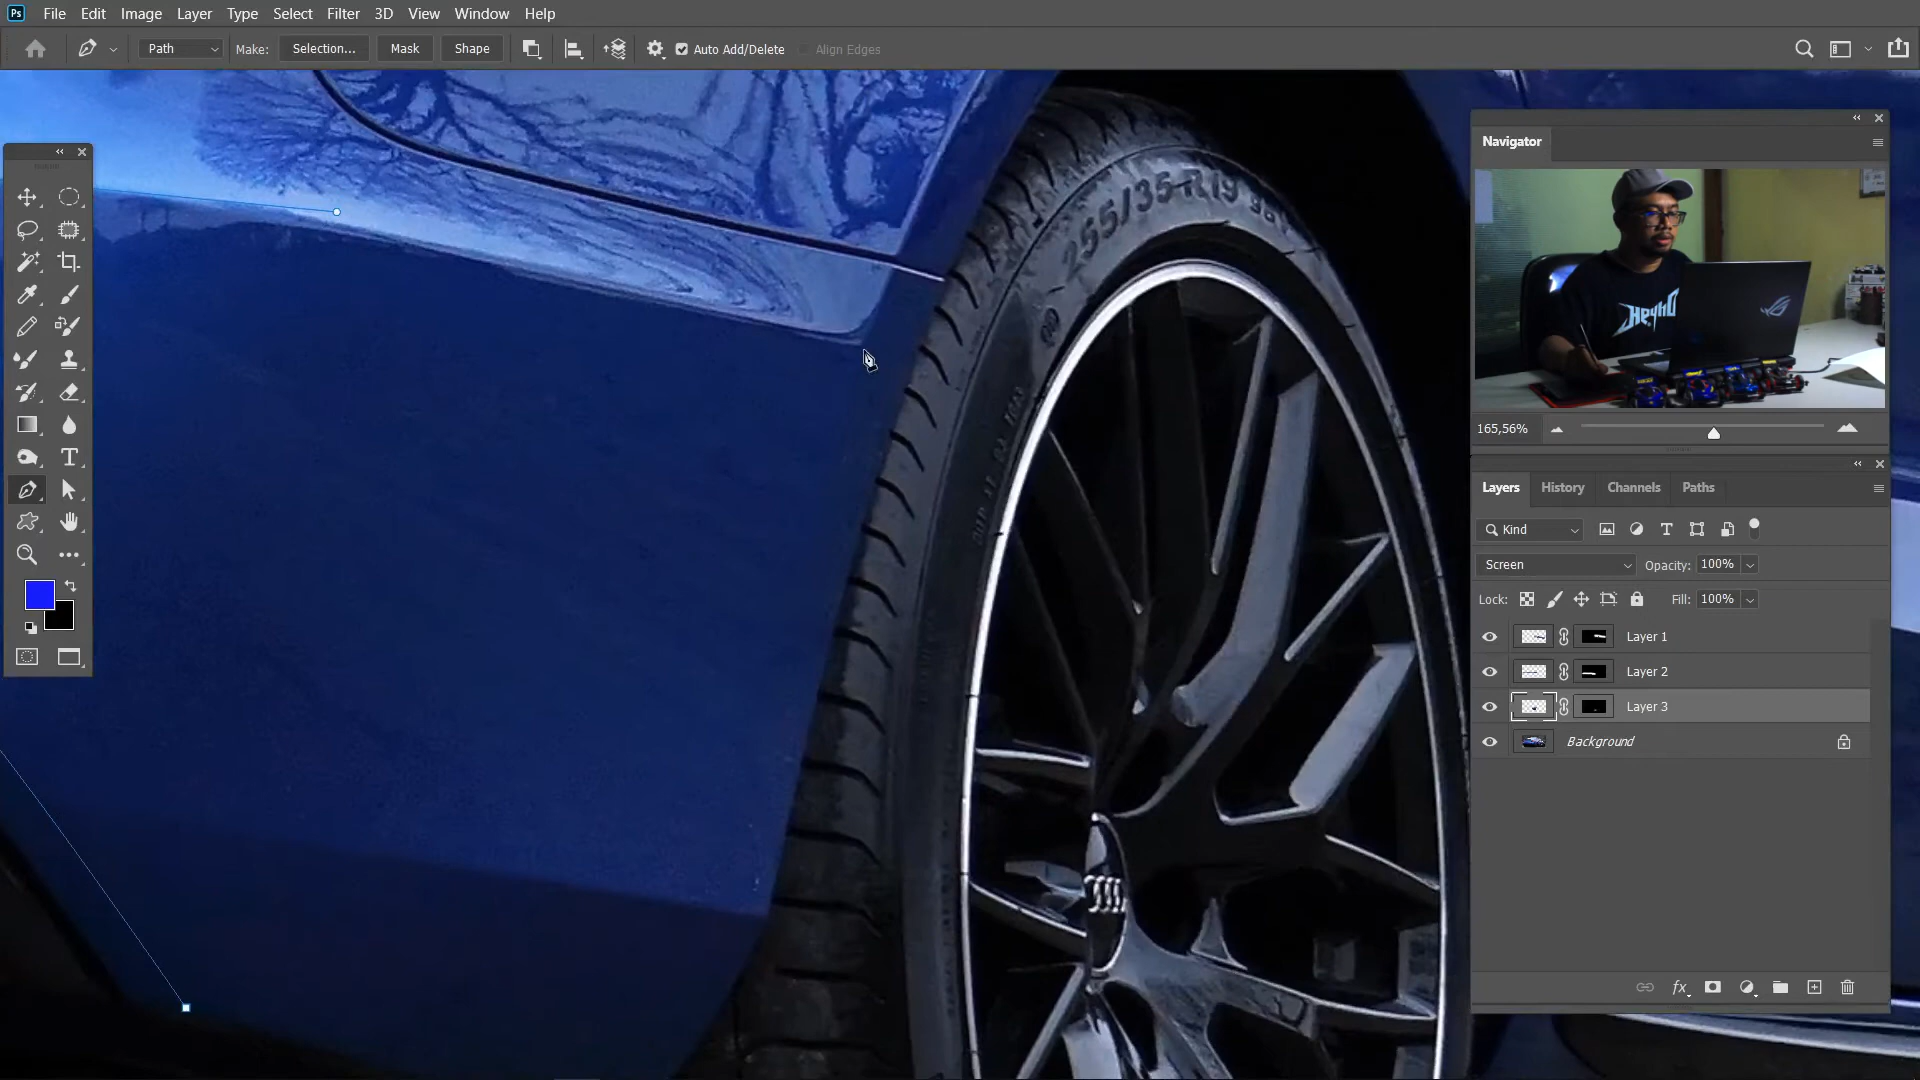 Ps File Edit Image Layer Type Select Filter 3D View Window Help
Path Make: Selection... Mask Shape Auto Add/Delete Align Edges
Navigator
255/35 R19
HeyhO
165,56%
Layers History Channels Paths
Kind
Screen Opacity: 100%
Lock: Fill: 100%
Layer 1
Layer 2
Layer 3
Background
fx